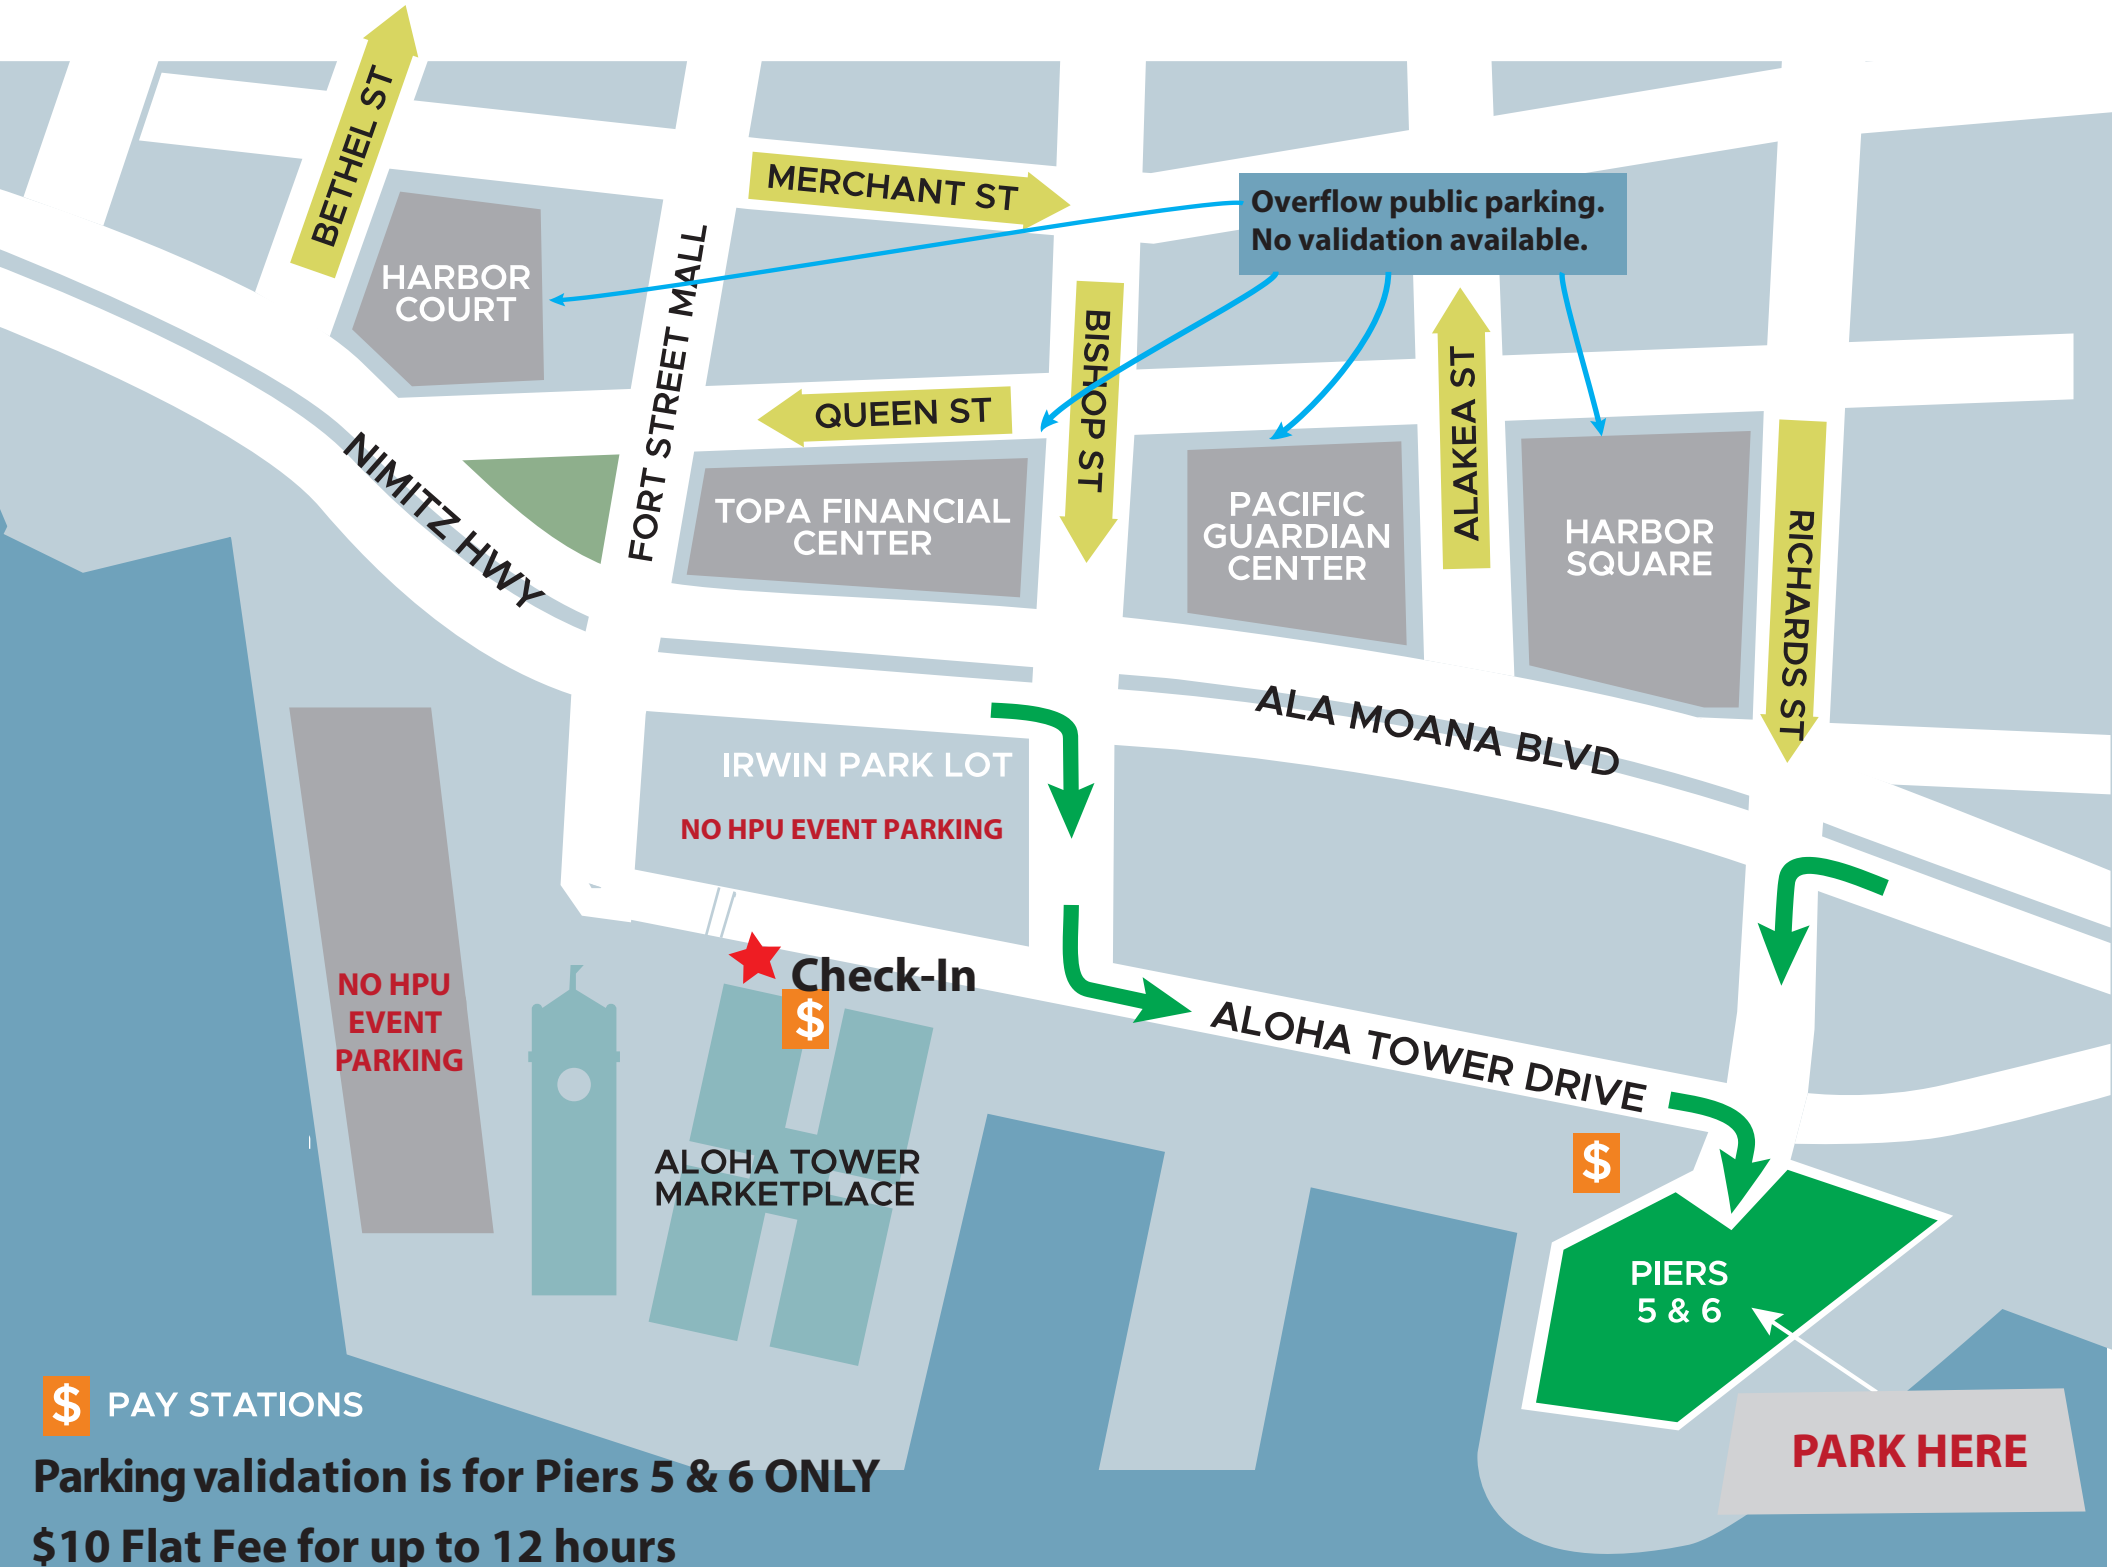 BETHEL ST
MERCHANT ST
Overflow public parking.
No validation available.
HARBOR
COURT
FORT STREET MALL
BISHOP ST
QUEEN ST
ALAKEA ST
NIMITZ HWY
TOPA FINANCIAL
CENTER
PACIFIC
GUARDIAN
CENTER
HARBOR
SQUARE
RICHARDS ST
ALA MOANA BLVD
IRWIN PARK LOT
NO HPU EVENT PARKING
NO HPU
EVENT
PARKING
Check-In
$
ALOHA TOWER DRIVE
$
ALOHA TOWER
MARKETPLACE
PIERS
5 & 6
PARK HERE
$ PAY STATIONS
Parking validation is for Piers 5 & 6 ONLY
$10 Flat Fee for up to 12 hours